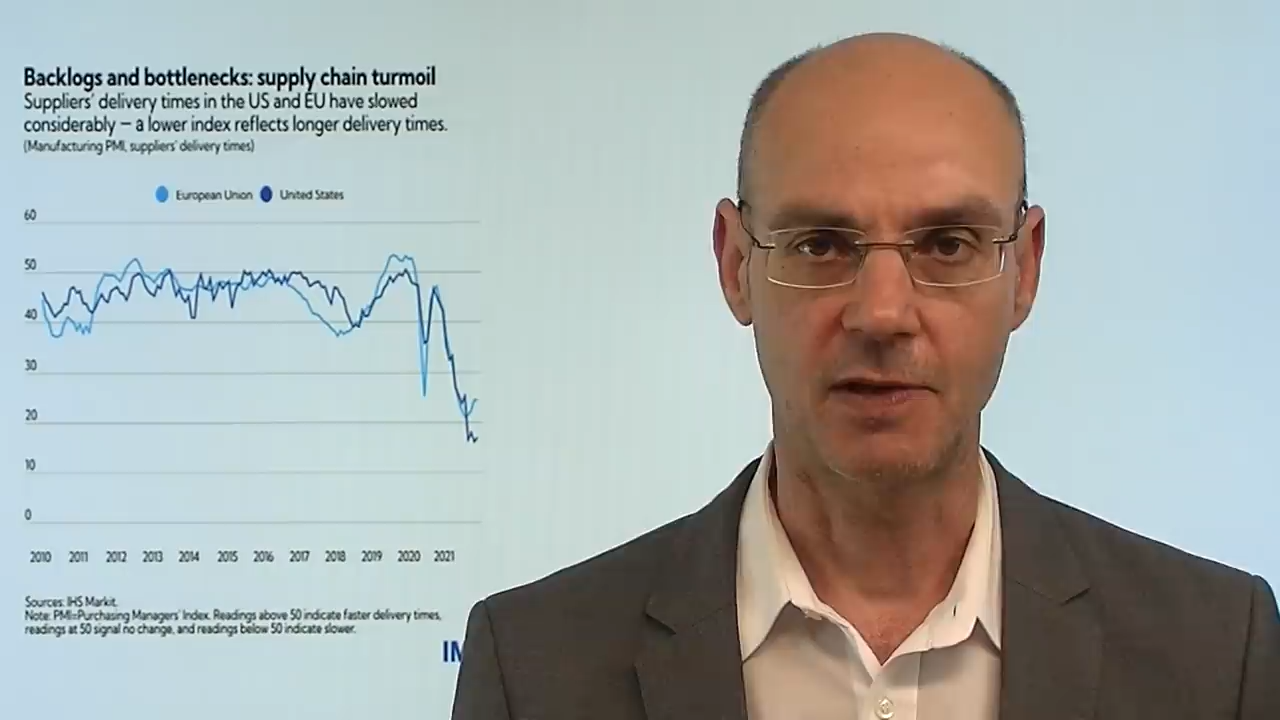 Backlogs and bottlenecks: supply chain turmoil
Suppliers' delivery times in the US and EU have slowed
considerably – a lower index reflects longer delivery times.
(Manufacturing PMI, suppliers' delivery times)
European Union United States
60
50
40
30
20
10
0
2010 2011 2012 2013 2014 2015 2016 2017 2018 2019 2020 2021
Sources: IHS Markit.
Note: PMI=Purchasing Managers' Index. Readings above 50 indicate faster delivery times,
readings at 50 signal no change, and readings below 50 indicate slower.